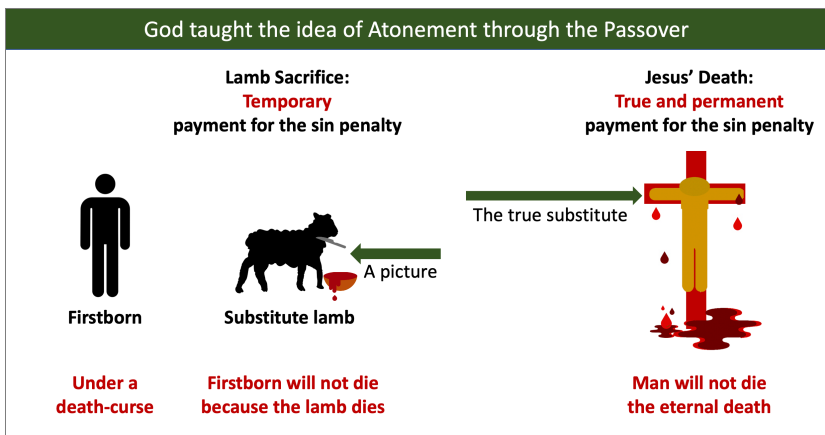 God taught the idea of Atonement through the Passover
Lamb Sacrifice:
Temporary
payment for the sin penalty
Jesus’ Death:
True and permanent
payment for the sin penalty
The true substitute
A picture
Firstborn
Substitute lamb
Under a
death-curse
Firstborn will not die
because the lamb dies
Man will not die
the eternal death